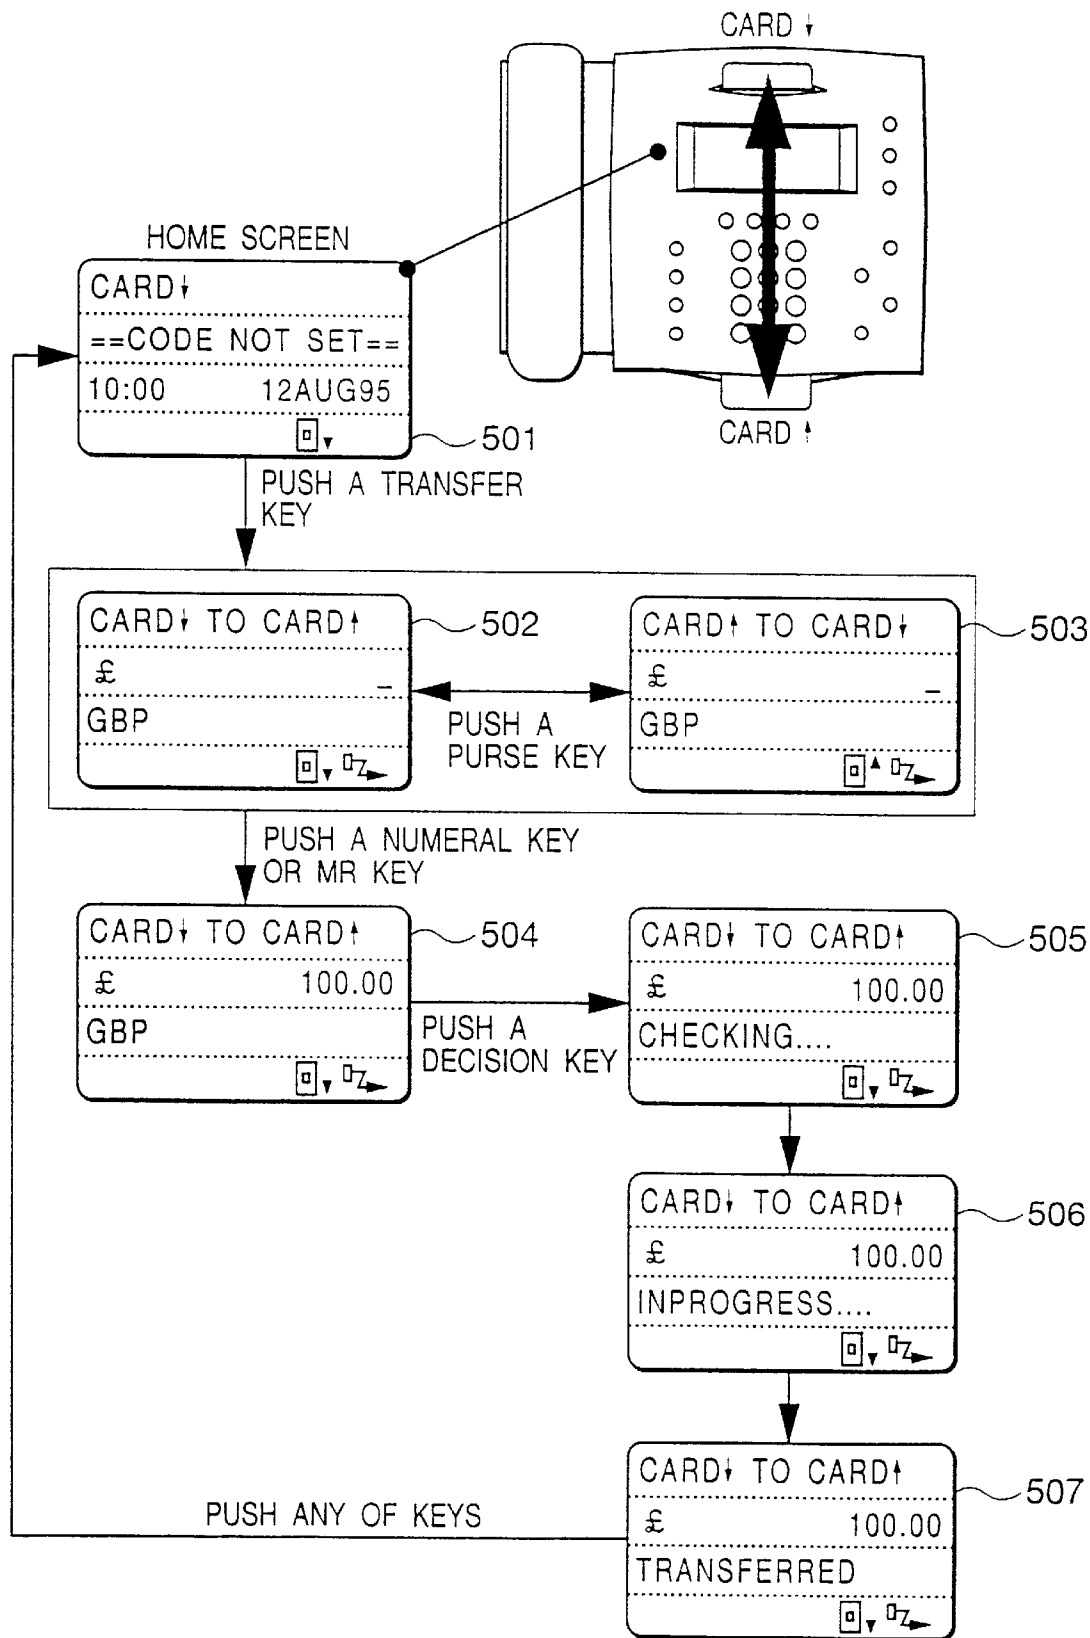 CARD ↓
CARD ↑
HOME SCREEN
CARD↓
==CODE NOT SET==
10:00 12AUG95
501
PUSH A TRANSFER
KEY
CARD↓ TO CARD↑
£ _
GBP
502
PUSH A
PURSE KEY
CARD↑ TO CARD↓
£ _
GBP
503
PUSH A NUMERAL KEY
OR MR KEY
CARD↓ TO CARD↑
£ 100.00
GBP
504
PUSH A
DECISION KEY
CARD↓ TO CARD↑
£ 100.00
CHECKING....
505
CARD↓ TO CARD↑
£ 100.00
INPROGRESS....
506
CARD↓ TO CARD↑
£ 100.00
TRANSFERRED
507
PUSH ANY OF KEYS